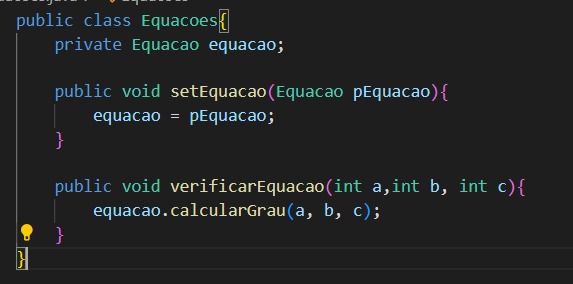 public class Equacoes{
    private Equacao equacao;
    public void setEquacao(Equacao pEquacao){
        equacao = pEquacao;
    }
    public void verificarEquacao(int a,int b, int c){
        equacao.calcularGrau(a, b, c);
    }
}